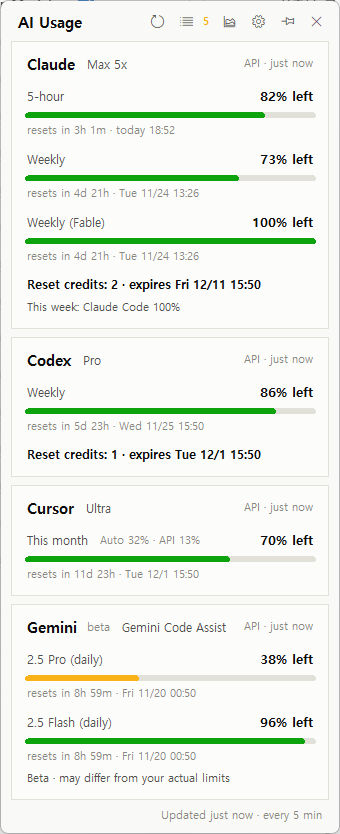 AI Usage 5
Claude Max 5x API · just now
5-hour 82% left
resets in 3h 1m · today 18:52
Weekly 73% left
resets in 4d 21h · Tue 11/24 13:26
Weekly (Fable) 100% left
resets in 4d 21h · Tue 11/24 13:26
Reset credits: 2 · expires Fri 12/11 15:50
This week: Claude Code 100%
Codex Pro API · just now
Weekly 86% left
resets in 5d 23h · Wed 11/25 15:50
Reset credits: 1 · expires Tue 12/1 15:50
Cursor Ultra API · just now
This month Auto 32% · API 13% 70% left
resets in 11d 23h · Tue 12/1 15:50
Gemini beta Gemini Code Assist API · just now
2.5 Pro (daily) 38% left
resets in 8h 59m · Fri 11/20 00:50
2.5 Flash (daily) 96% left
resets in 8h 59m · Fri 11/20 00:50
Beta · may differ from your actual limits
Updated just now · every 5 min